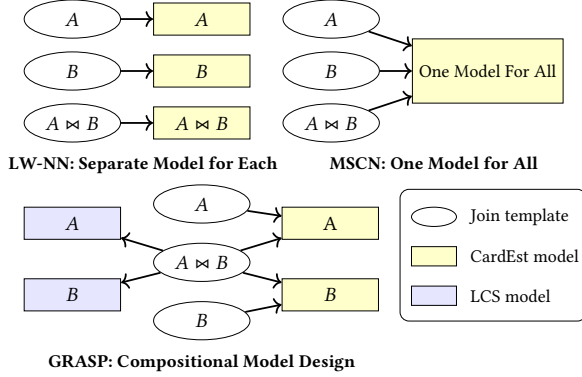 A
A
B
B
A ⋈ B
A ⋈ B
LW-NN: Separate Model for Each
A
B
A ⋈ B
One Model For All
MSCN: One Model for All
A
A
A
A ⋈ B
B
B
B
GRASP: Compositional Model Design
Join template
CardEst model
LCS model